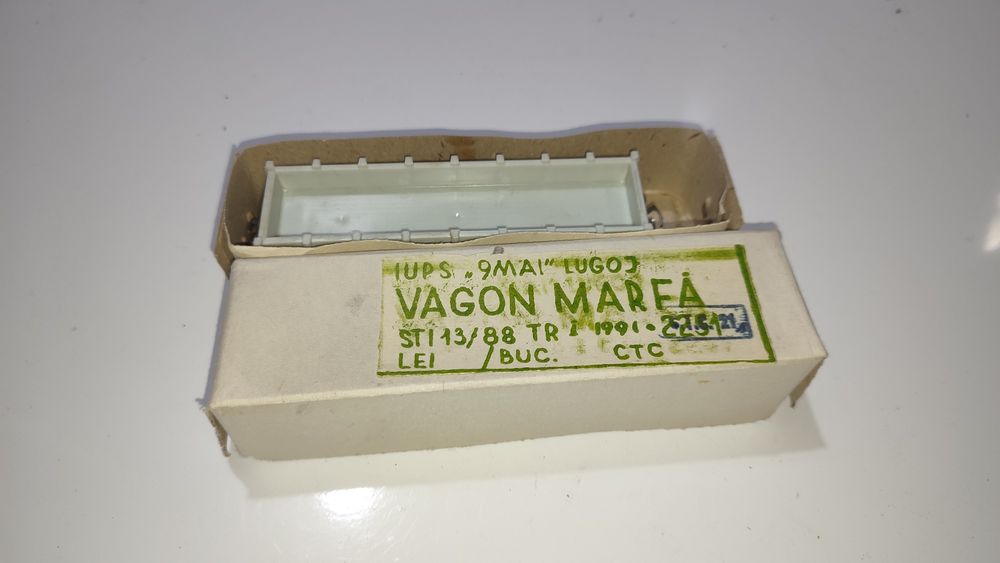 IUPS „9MAI” LUGOJ
VAGON MARFĂ
STI 13/88 TR I 1991
LEI /BUC. CTC